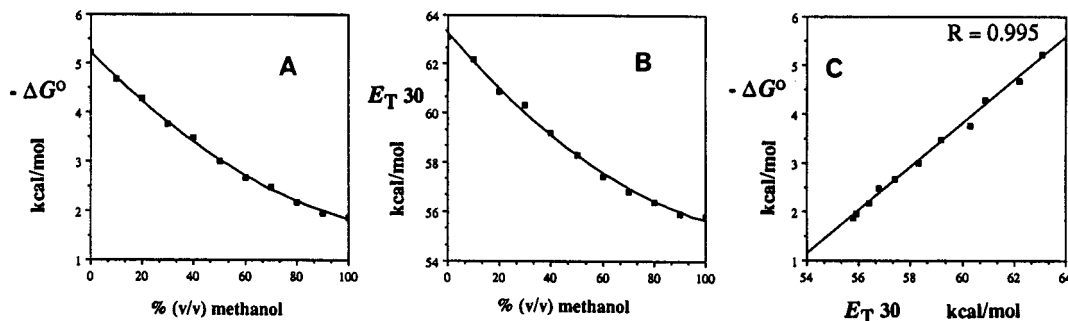 A
- ΔG°
kcal/mol
6
5
4
3
2
1
0 20 40 60 80 100
% (v/v) methanol
B
E_T 30
kcal/mol
64
62
60
58
56
54
0 20 40 60 80 100
% (v/v) methanol
C
R = 0.995
- ΔG°
kcal/mol
6
5
4
3
2
1
54 56 58 60 62 64
E_T 30 kcal/mol